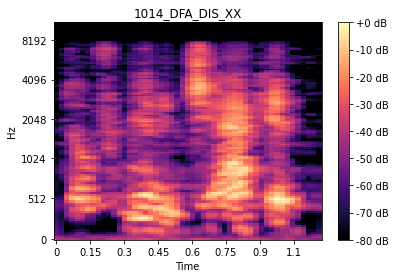 1014_DFA_DIS_XX
Hz
8192
4096
2048
1024
512
0
0 0.15 0.3 0.45 0.6 0.75 0.9 1.1
Time
+0 dB
-10 dB
-20 dB
-30 dB
-40 dB
-50 dB
-60 dB
-70 dB
-80 dB